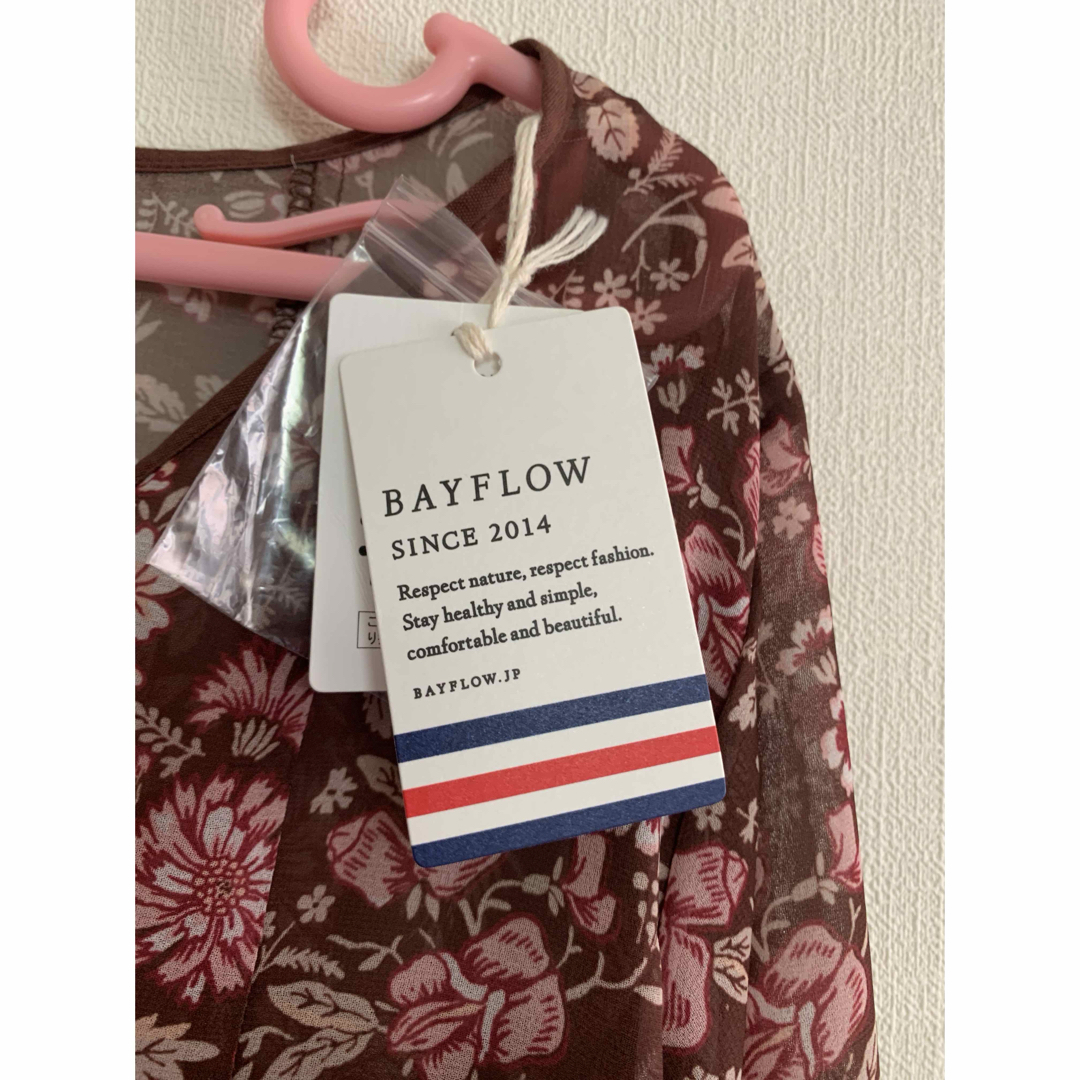 BAYFLOW
SINCE 2014
Respect nature, respect fashion.
Stay healthy and simple,
comfortable and beautiful.
BAYFLOW.JP